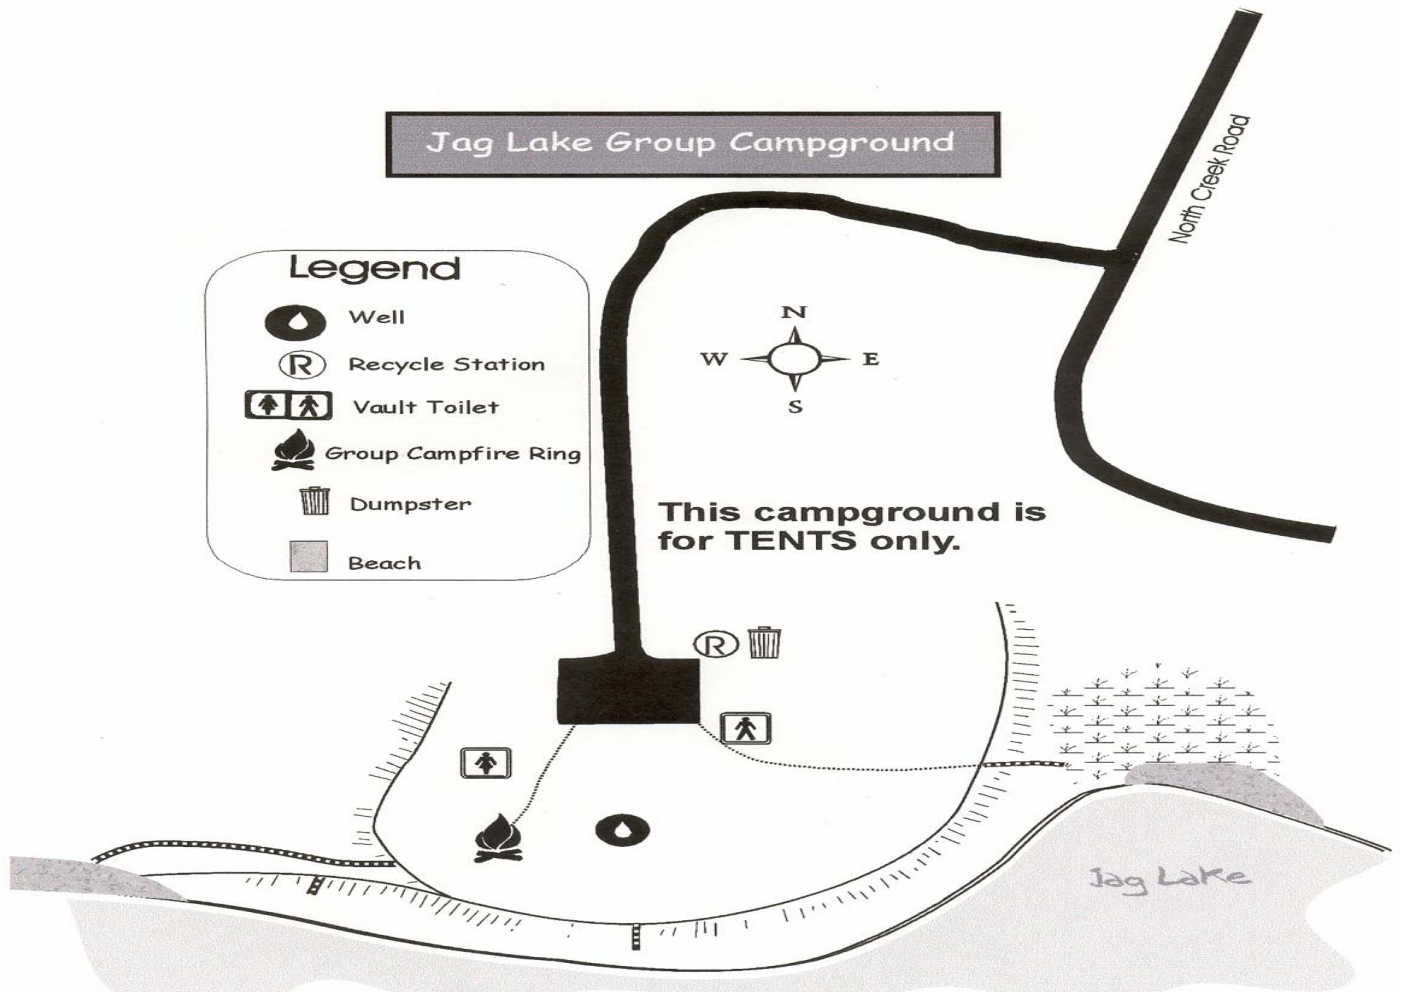 Jag Lake Group Campground
North Creek Road
Legend
Well
R
Recycle Station
Vault Toilet
Group Campfire Ring
Dumpster
Beach
N
W
E
S
This campground is
for TENTS only.
R
Jag Lake